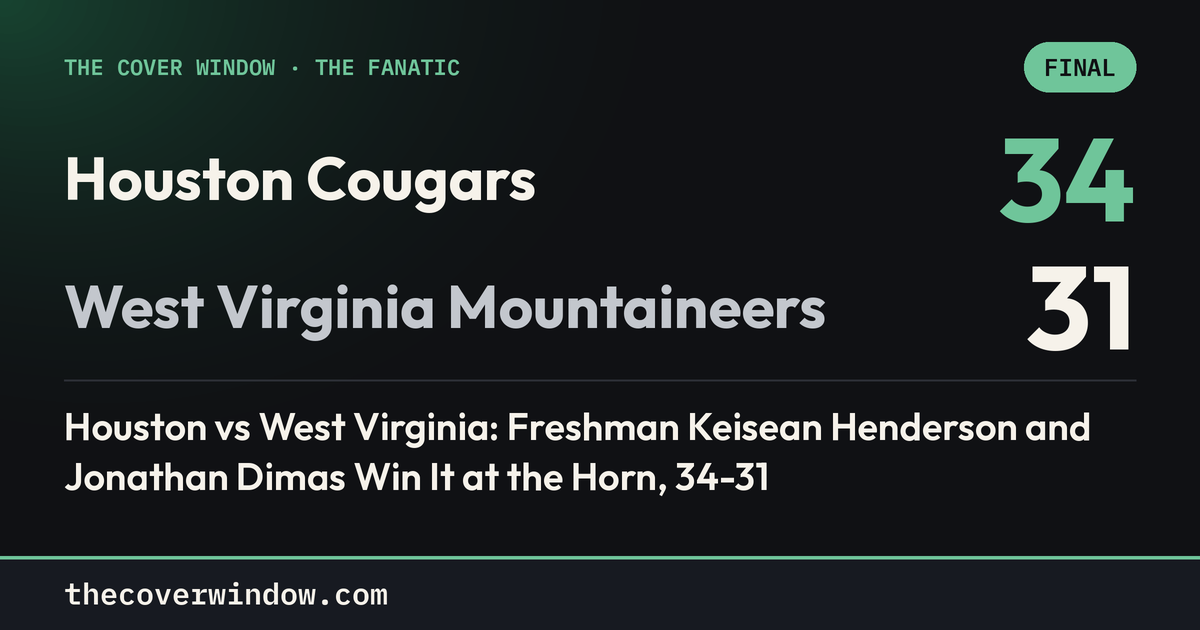 THE COVER WINDOW · THE FANATIC
FINAL
Houston Cougars
34
West Virginia Mountaineers
31
Houston vs West Virginia: Freshman Keisean Henderson and
Jonathan Dimas Win It at the Horn, 34-31
thecoverwindow.com